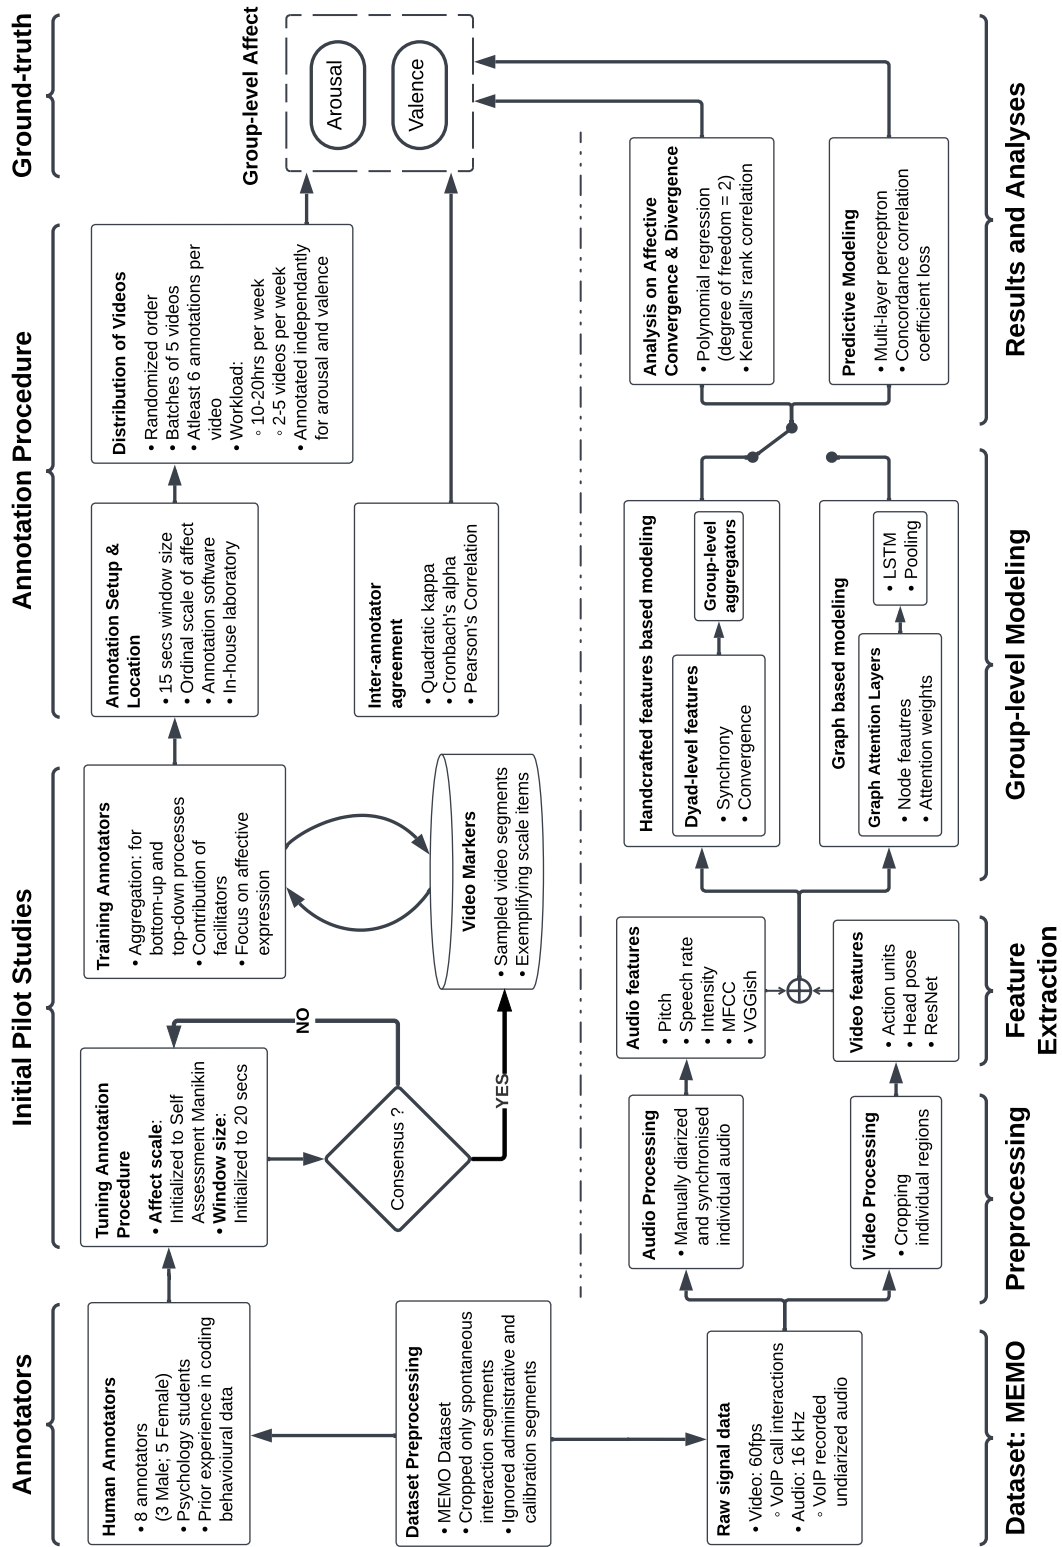 Annotators
Initial Pilot Studies
Annotation Procedure
Ground-truth
Human Annotators
• 8 annotators
(3 Male; 5 Female)
• Psychology students
• Prior experience in coding
behavioural data
Tuning Annotation
Procedure
• Affect scale:
Initialized to Self
Assessment Manikin
• Window size:
Initialized to 20 secs
Consensus ?
NO
YES
Training Annotators
• Aggregation: for
bottom-up and
top-down processes
• Contribution of
facilitators
• Focus on affective
expression
Video Markers
• Sampled video segments
• Exemplifying scale items
Annotation Setup &
Location
• 15 secs window size
• Ordinal scale of affect
• Annotation software
• In-house laboratory
Distribution of Videos
• Randomized order
• Batches of 5 videos
• Atleast 6 annotations per
video
• Workload:
◦ 10-20hrs per week
◦ 2-5 videos per week
• Annotated independantly
for arousal and valence
Inter-annotator
agreement
• Quadratic kappa
• Cronbach's alpha
• Pearson's Correlation
Group-level Affect
Arousal
Valence
Dataset Preprocessing
• MEMO Dataset
• Cropped only spontaneous
interaction segments
• Ignored administrative and
calibration segments
Raw signal data
• Video: 60fps
◦ VoIP call interactions
• Audio: 16 kHz
◦ VoIP recorded
undiarized audio
Audio Processing
• Manually diarized
and synchronised
individual audio
Video Processing
• Cropping
individual regions
Audio features
• Pitch
• Speech rate
• Intensity
• MFCC
• VGGish
Video features
• Action units
• Head pose
• ResNet
Handcrafted features based modeling
Dyad-level features
• Synchrony
• Convergence
Group-level
aggregators
Graph based modeling
Graph Attention Layers
• Node feautres
• Attention weights
• LSTM
• Pooling
Analysis on Affective
Convergence & Divergence
• Polynomial regression
(degree of freedom = 2)
• Kendall's rank correlation
Predictive Modeling
• Multi-layer perceptron
• Concordance correlation
coefficient loss
Dataset: MEMO
Preprocessing
Feature
Extraction
Group-level Modeling
Results and Analyses